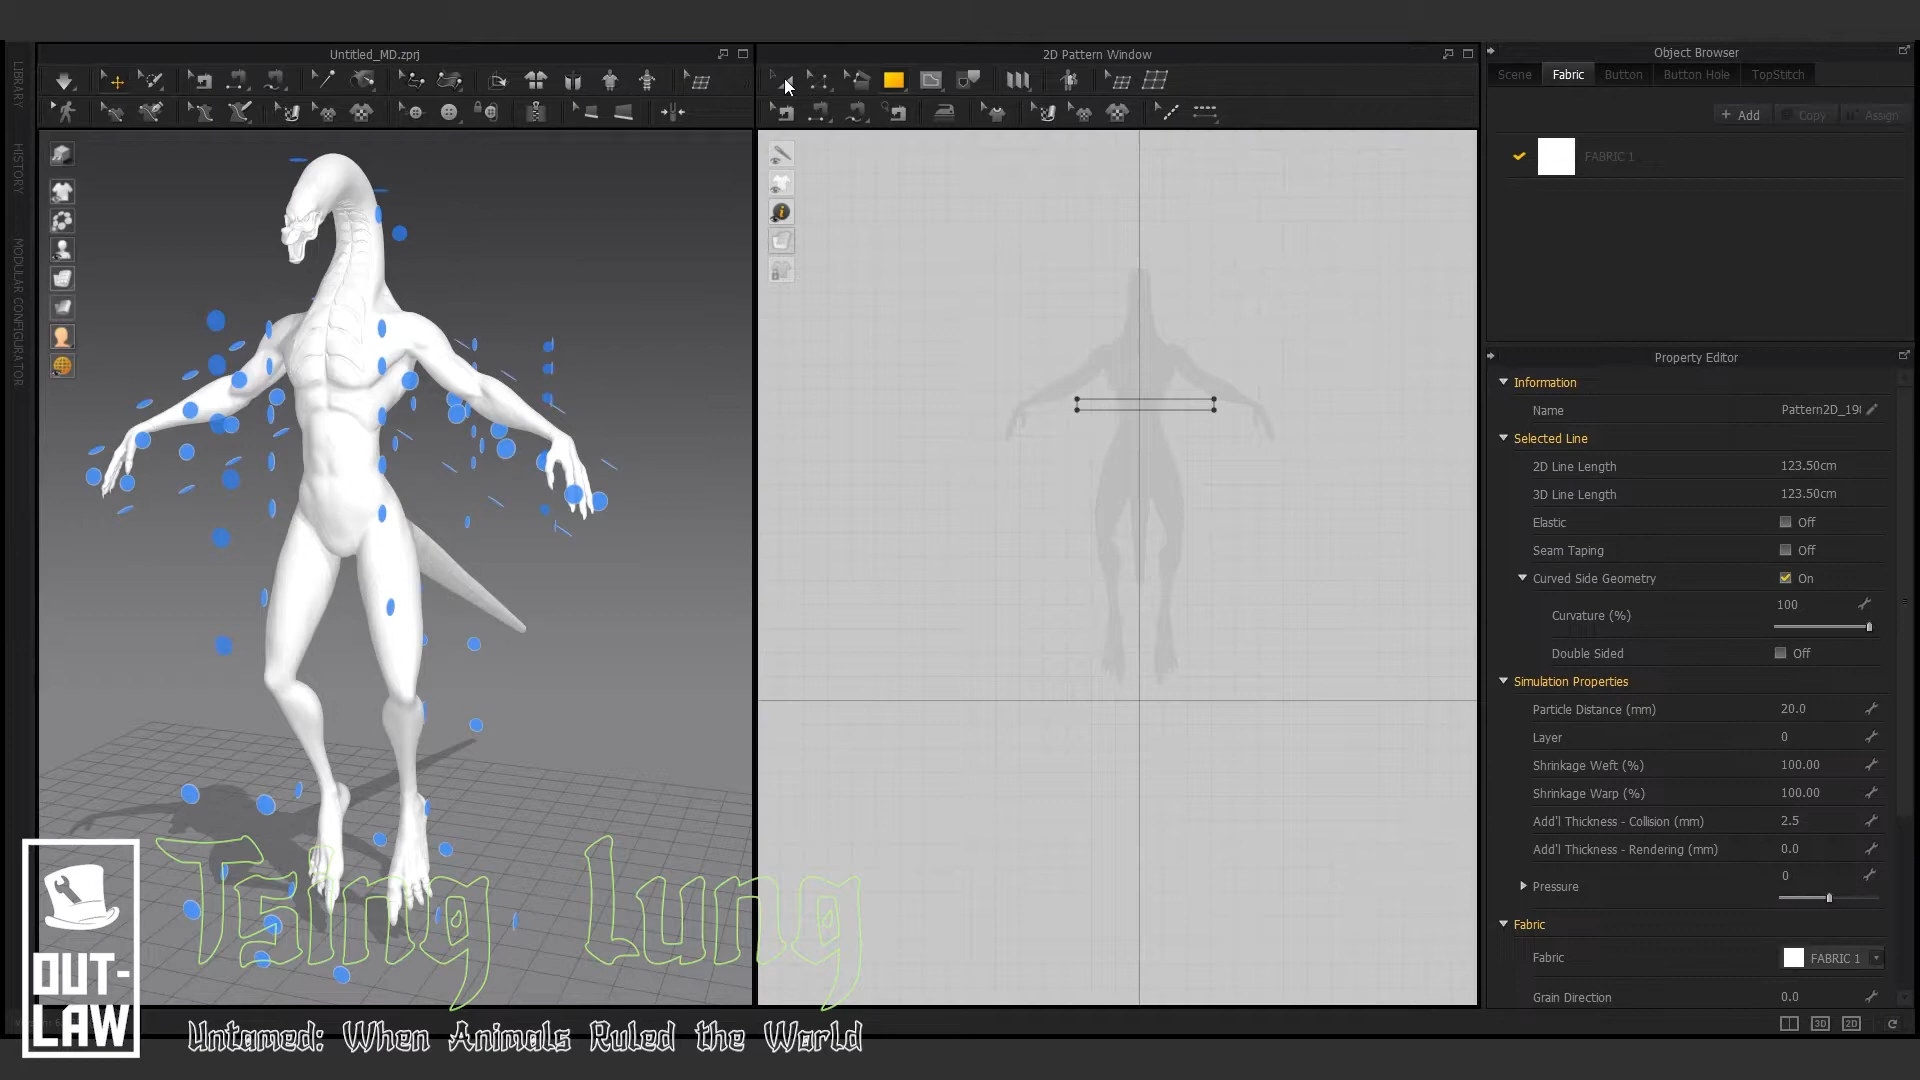 Untitled_MD.zprj
2D Pattern Window
Object Browser
LIBRARY
HISTORY
MODULAR CONFIGURATOR
Scene
Fabric
Button
Button Hole
TopStitch
+ Add
Copy
Assign
FABRIC 1
Property Editor
Information
Name Pattern2D_19
Selected Line
2D Line Length 123.50cm
3D Line Length 123.50cm
Elastic Off
Seam Taping Off
Curved Side Geometry On
Curvature (%) 100
Double Sided Off
Simulation Properties
Particle Distance (mm) 20.0
Layer 0
Shrinkage Weft (%) 100.00
Shrinkage Warp (%) 100.00
Add'l Thickness - Collision (mm) 2.5
Add'l Thickness - Rendering (mm) 0.0
Pressure 0
Fabric
Fabric FABRIC 1
Grain Direction 0.0
3D
2D
OUT-
LAW
Tsing Lung
Untamed: When Animals Ruled the World